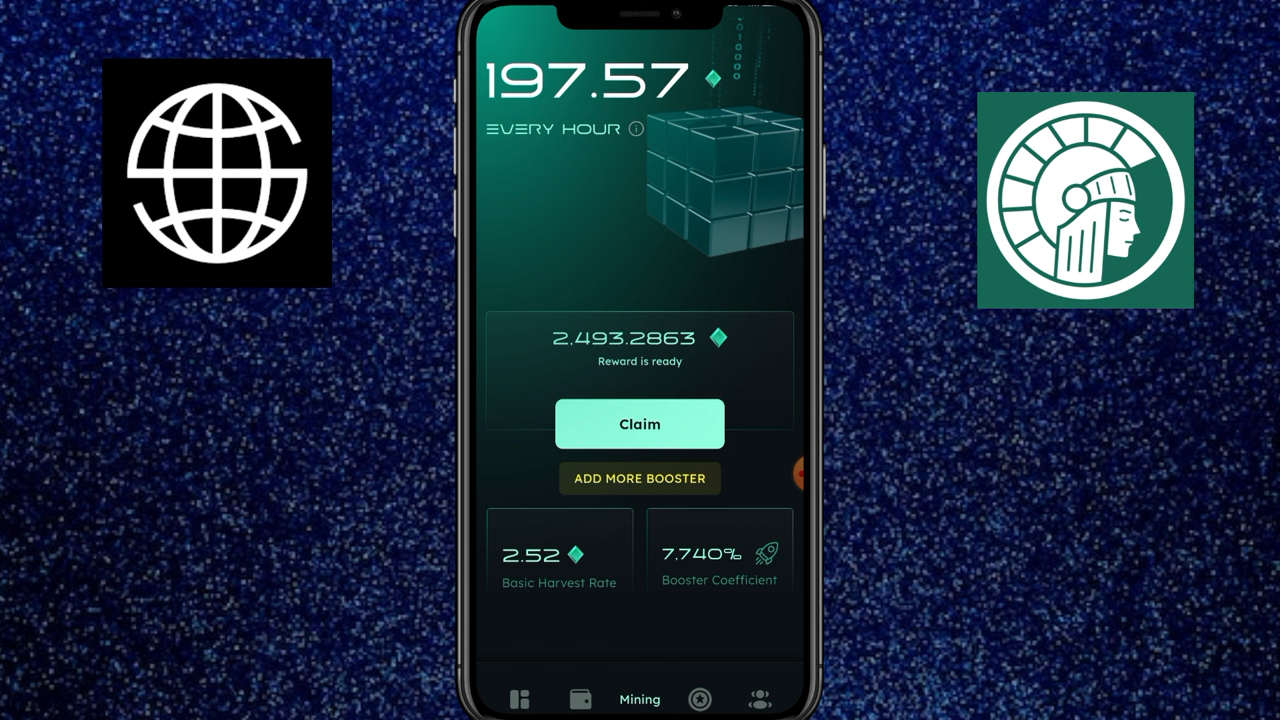 197.57
EVERY HOUR
2,493.2863
Reward is ready
Claim
ADD MORE BOOSTER
2.52
Basic Harvest Rate
7.740%
Booster Coefficient
Mining